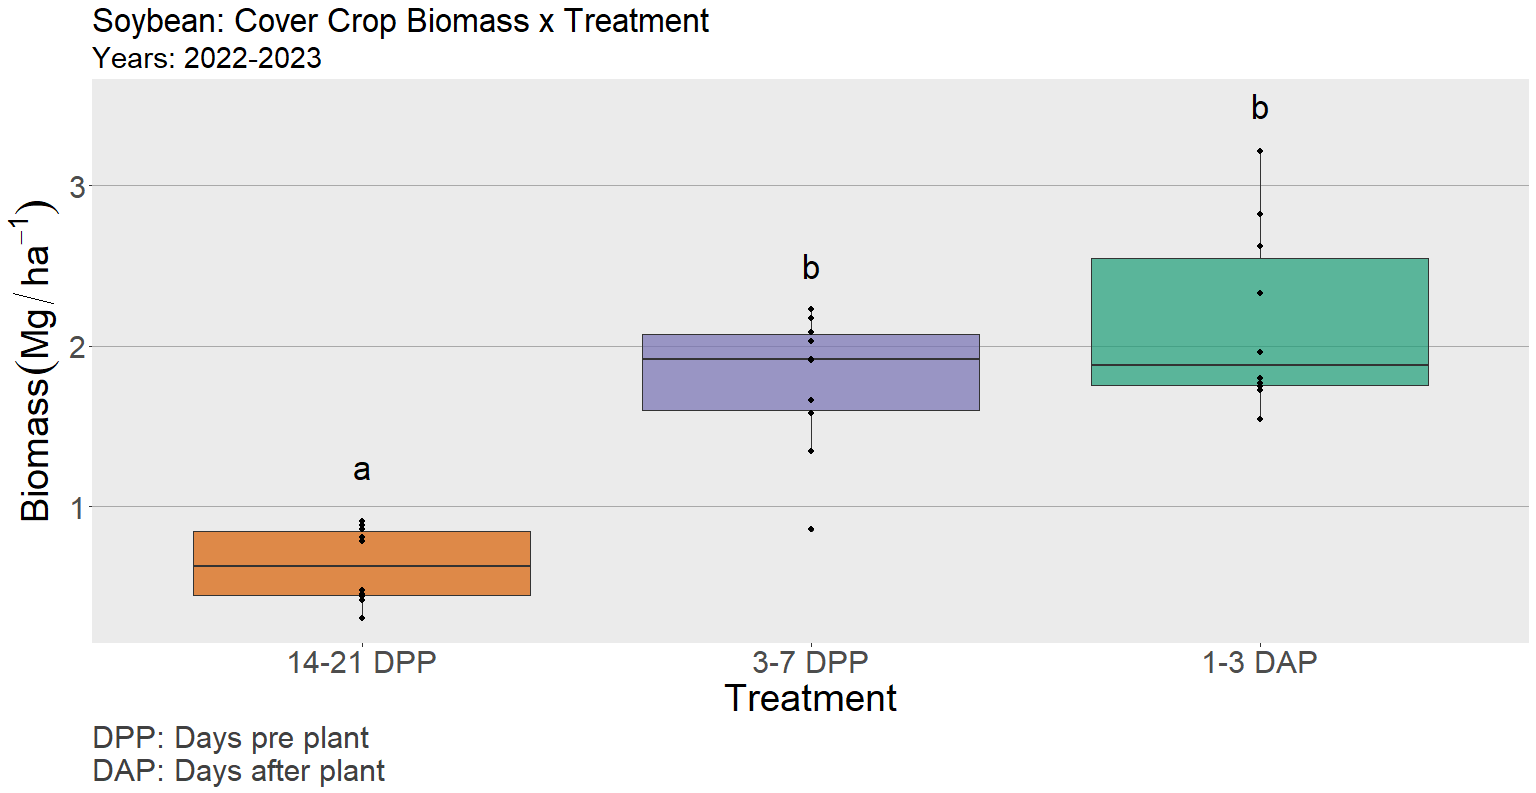 Soybean: Cover Crop Biomass x Treatment
Years: 2022-2023
b
3
b
2
a
1
Biomass(Mg/ha⁻¹)
14-21 DPP 3-7 DPP 1-3 DAP
Treatment
DPP: Days pre plant
DAP: Days after plant